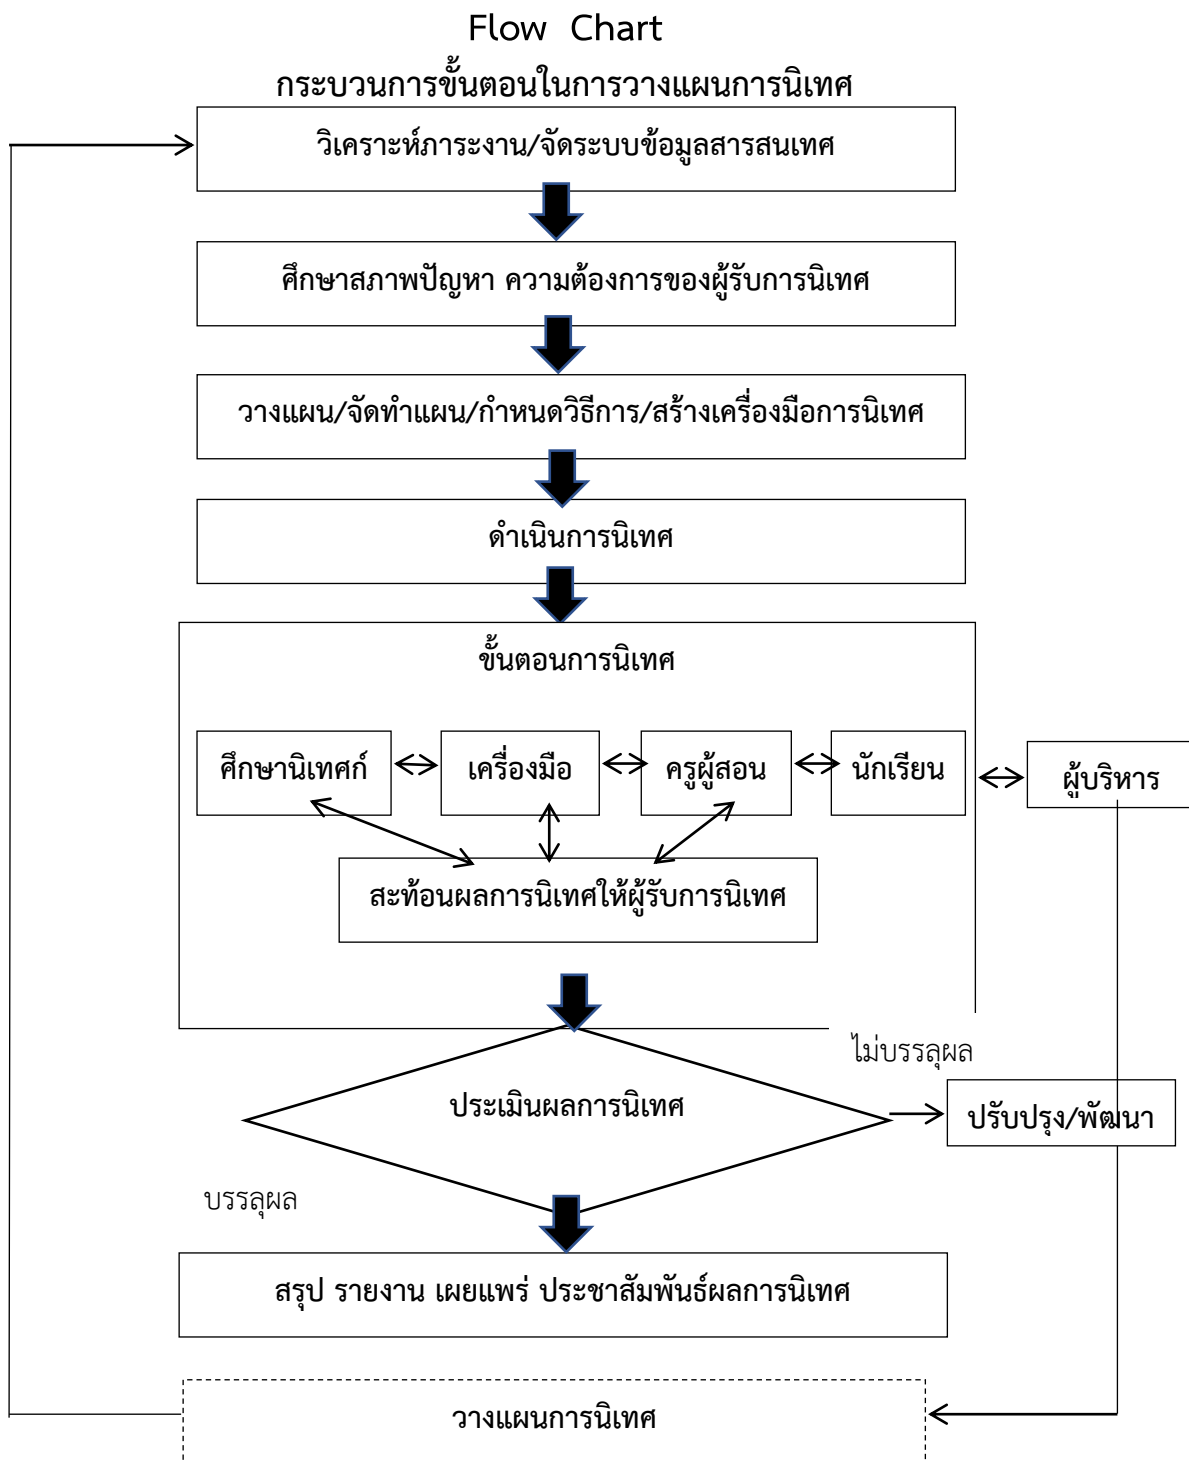 Flow Chart
กระบวนการขั้นตอนในการวางแผนการนิเทศ
วิเคราะห์ภาระงาน/จัดระบบข้อมูลสารสนเทศ
ศึกษาสภาพปัญหา ความต้องการของผู้รับการนิเทศ
วางแผน/จัดทำแผน/กำหนดวิธีการ/สร้างเครื่องมือการนิเทศ
ดำเนินการนิเทศ
ขั้นตอนการนิเทศ
ศึกษานิเทศก์
เครื่องมือ
ครูผู้สอน
นักเรียน
ผู้บริหาร
สะท้อนผลการนิเทศให้ผู้รับการนิเทศ
ไม่บรรลุผล
ประเมินผลการนิเทศ
ปรับปรุง/พัฒนา
บรรลุผล
สรุป รายงาน เผยแพร่ ประชาสัมพันธ์ผลการนิเทศ
วางแผนการนิเทศ